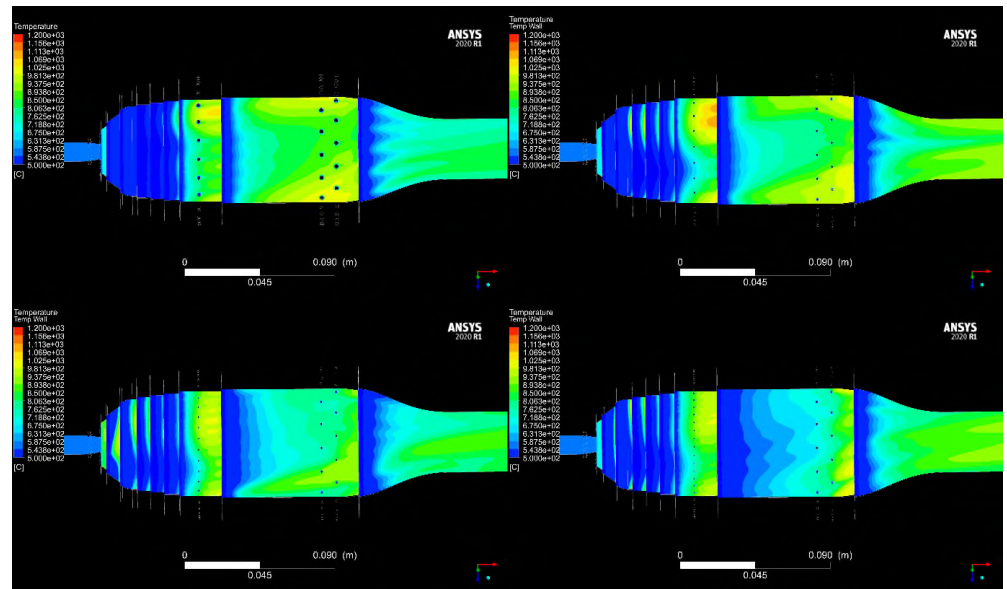 Temperature
Temp Wall
1.200e+03
1.156e+03
1.113e+03
1.069e+03
1.025e+03
9.813e+02
9.375e+02
8.938e+02
8.500e+02
8.063e+02
7.625e+02
7.188e+02
6.750e+02
6.313e+02
5.875e+02
5.438e+02
5.000e+02
[C]
ANSYS
2020 R1
0 0.090 (m)
0.045
Temperature
Temp Wall
1.200e+03
1.156e+03
1.113e+03
1.069e+03
1.025e+03
9.813e+02
9.375e+02
8.938e+02
8.500e+02
8.063e+02
7.625e+02
7.188e+02
6.750e+02
6.313e+02
5.875e+02
5.438e+02
5.000e+02
[C]
ANSYS
2020 R1
0 0.090 (m)
0.045
Temperature
Temp Wall
1.200e+03
1.156e+03
1.113e+03
1.069e+03
1.025e+03
9.813e+02
9.375e+02
8.938e+02
8.500e+02
8.063e+02
7.625e+02
7.188e+02
6.750e+02
6.313e+02
5.875e+02
5.438e+02
5.000e+02
[C]
ANSYS
2020 R1
0 0.090 (m)
0.045
Temperature
Temp Wall
1.200e+03
1.156e+03
1.113e+03
1.069e+03
1.025e+03
9.813e+02
9.375e+02
8.938e+02
8.500e+02
8.063e+02
7.625e+02
7.188e+02
6.750e+02
6.313e+02
5.875e+02
5.438e+02
5.000e+02
[C]
ANSYS
2020 R1
0 0.090 (m)
0.045